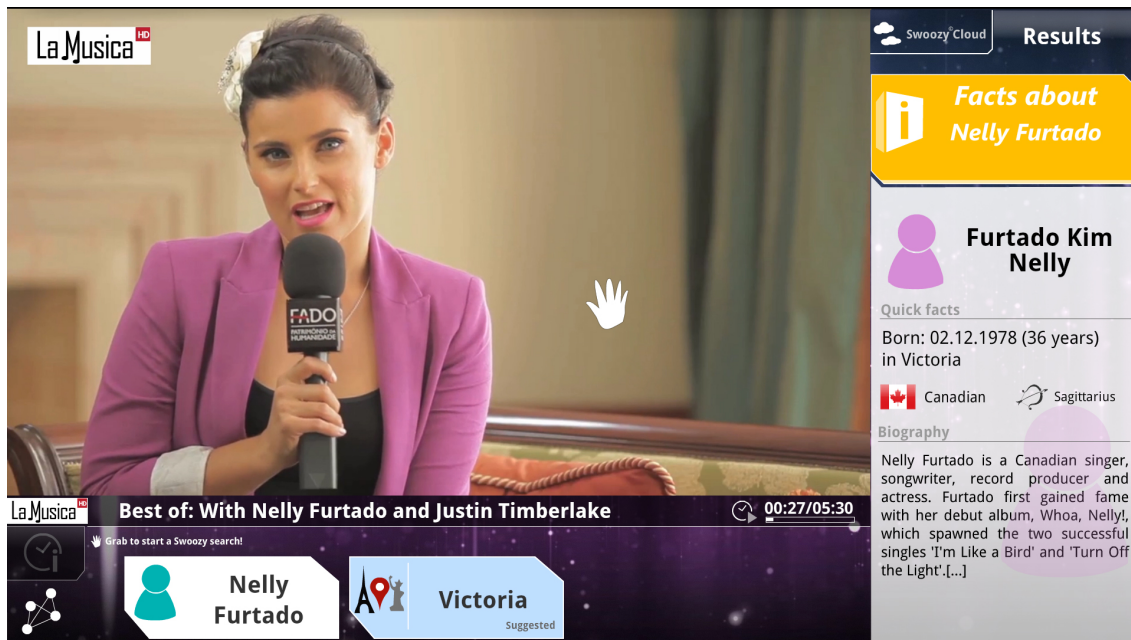 La Musica HD
Swoozy Cloud
Results
Facts about
Nelly Furtado
Furtado Kim
Nelly
Quick facts
Born: 02.12.1978 (36 years)
in Victoria
Canadian
Sagittarius
Biography
Nelly Furtado is a Canadian singer,
songwriter, record producer and
actress. Furtado first gained fame
with her debut album, Whoa, Nelly!,
which spawned the two successful
singles 'I'm Like a Bird' and 'Turn Off
the Light'.[...]
FADO
PATRIMÓNIO DA
HUMANIDADE
La Musica HD
Best of: With Nelly Furtado and Justin Timberlake
00:27/05:30
Grab to start a Swoozy search!
Nelly
Furtado
Victoria
Suggested